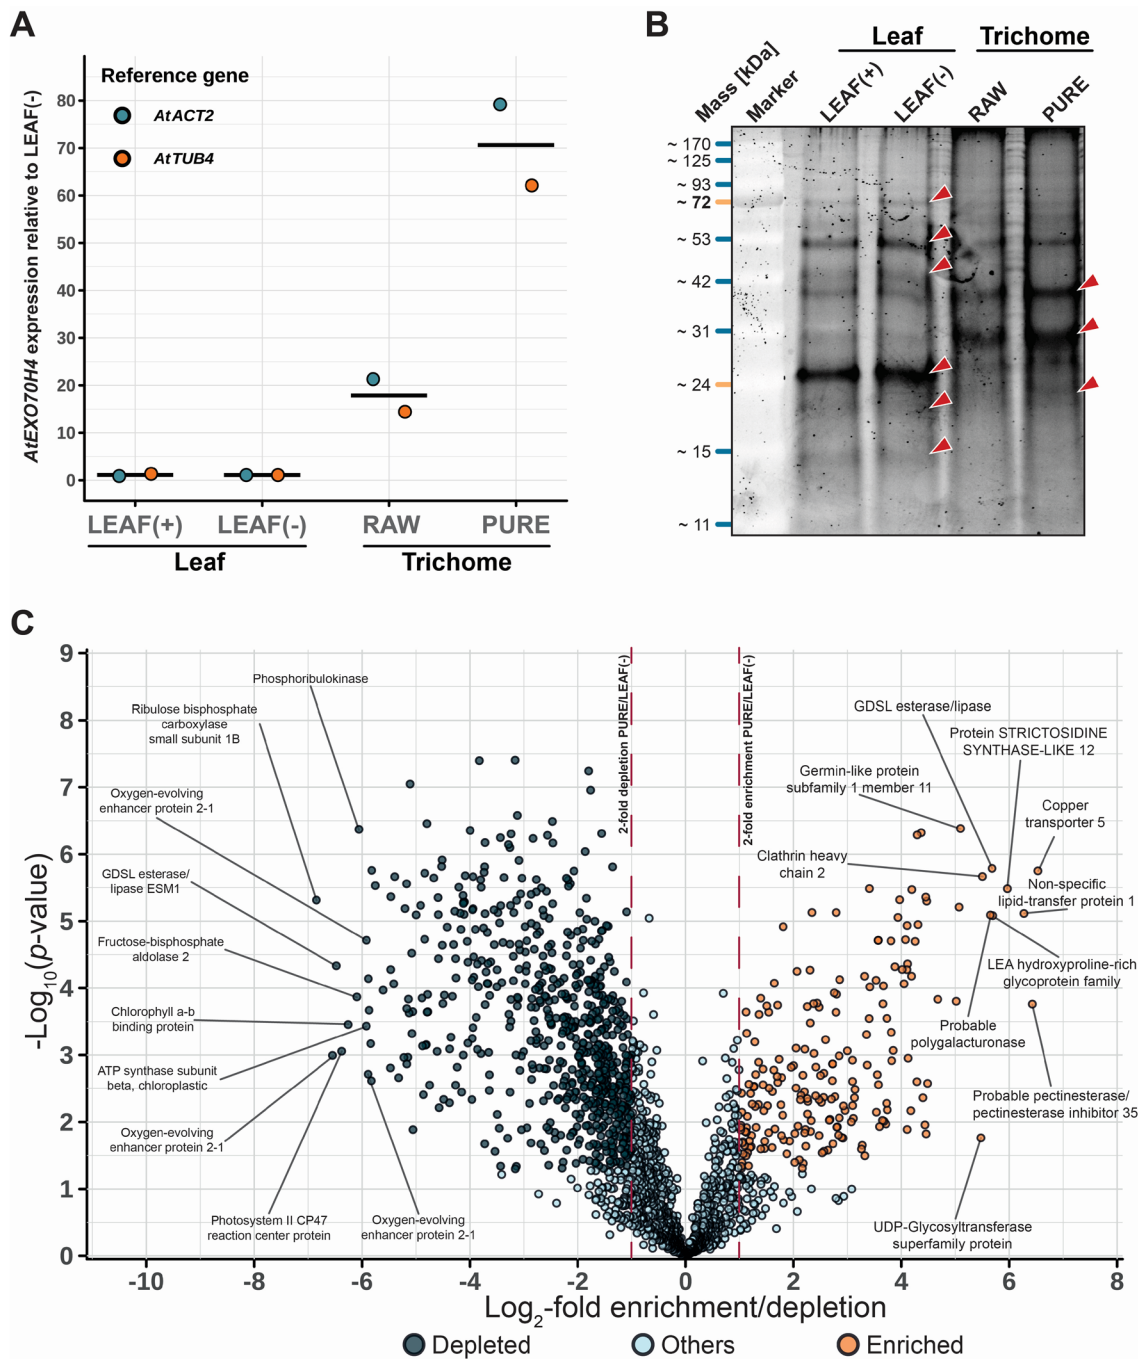 A
Reference gene
AtACT2
AtTUB4
AtEXO70H4 expression relative to LEAF(-)
80
70
60
50
40
30
20
10
0
LEAF(+)
LEAF(-)
RAW
PURE
Leaf
Trichome
B
Leaf
Trichome
Mass [kDa]
Marker
LEAF(+)
LEAF(-)
RAW
PURE
~ 170
~ 125
~ 93
~ 72
~ 53
~ 42
~ 31
~ 24
~ 15
~ 11
C
-Log10(p-value)
9
8
7
6
5
4
3
2
1
0
2-fold depletion PURE/LEAF(-)
2-fold enrichment PURE/LEAF(-)
Phosphoribulokinase
Ribulose bisphosphate
carboxylase
small subunit 1B
Oxygen-evolving
enhancer protein 2-1
GDSL esterase/
lipase ESM1
Fructose-bisphosphate
aldolase 2
Chlorophyll a-b
binding protein
ATP synthase subunit
beta, chloroplastic
Oxygen-evolving
enhancer protein 2-1
Photosystem II CP47
reaction center protein
Oxygen-evolving
enhancer protein 2-1
GDSL esterase/lipase
Protein STRICTOSIDINE
SYNTHASE-LIKE 12
Germin-like protein
subfamily 1 member 11
Copper
transporter 5
Clathrin heavy
chain 2
Non-specific
lipid-transfer protein 1
LEA hydroxyproline-rich
glycoprotein family
Probable
polygalacturonase
Probable pectinesterase/
pectinesterase inhibitor 35
UDP-Glycosyltransferase
superfamily protein
-10
-8
-6
-4
-2
0
2
4
6
8
Log2-fold enrichment/depletion
Depleted
Others
Enriched